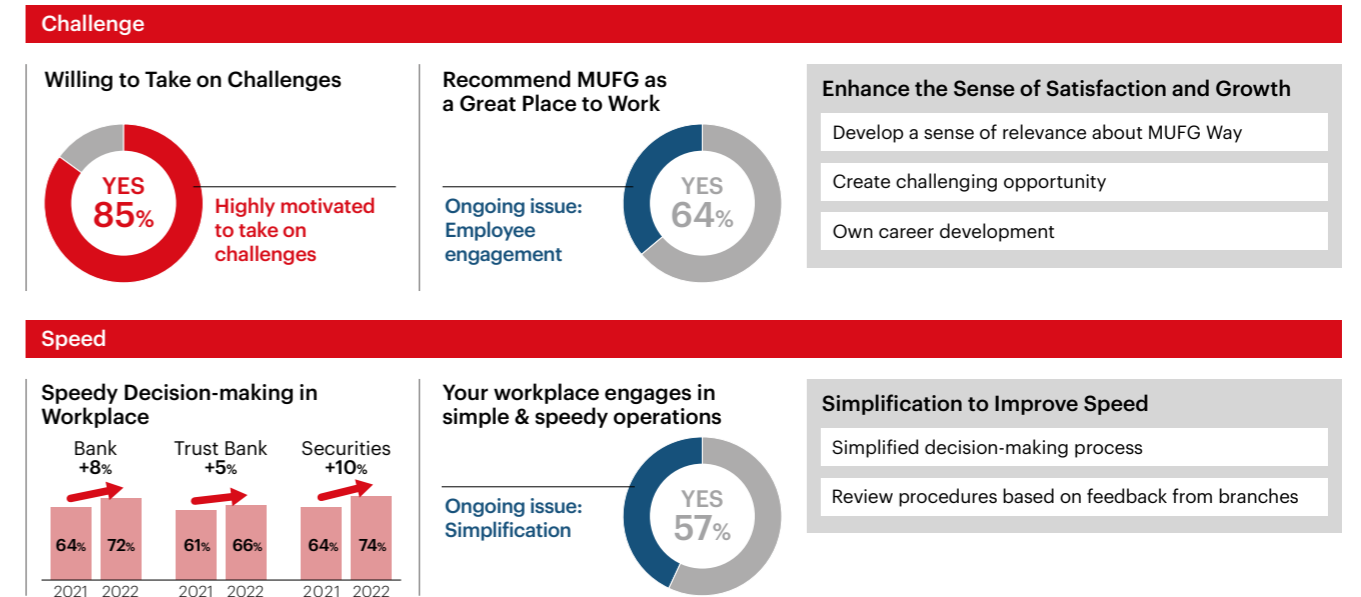 Challenge
Willing to Take on Challenges
YES
85%
Highly motivated
to take on
challenges
Recommend MUFG as
a Great Place to Work
Ongoing issue:
Employee
engagement
YES
64%
Enhance the Sense of Satisfaction and Growth
Develop a sense of relevance about MUFG Way
Create challenging opportunity
Own career development
Speed
Speedy Decision-making in
Workplace
Bank
+8%
64% 72%
2021 2022
Trust Bank
+5%
61% 66%
2021 2022
Securities
+10%
64% 74%
2021 2022
Your workplace engages in
simple & speedy operations
Ongoing issue:
Simplification
YES
57%
Simplification to Improve Speed
Simplified decision-making process
Review procedures based on feedback from branches